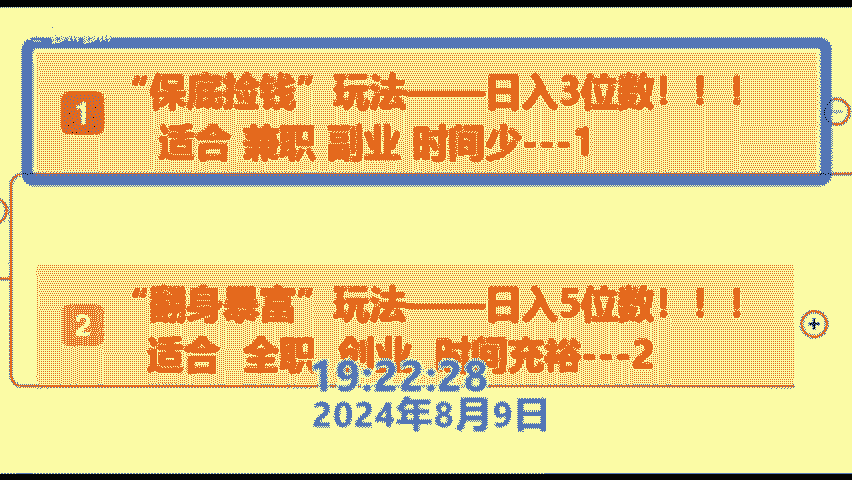 1
“保底捡钱”玩法——日入3位数！！！
适合 兼职 副业 时间少---1
2
“翻身暴富”玩法——日入5位数！！！
适合 全职 创业 时间充裕---2
19:22:28
2024年8月9日